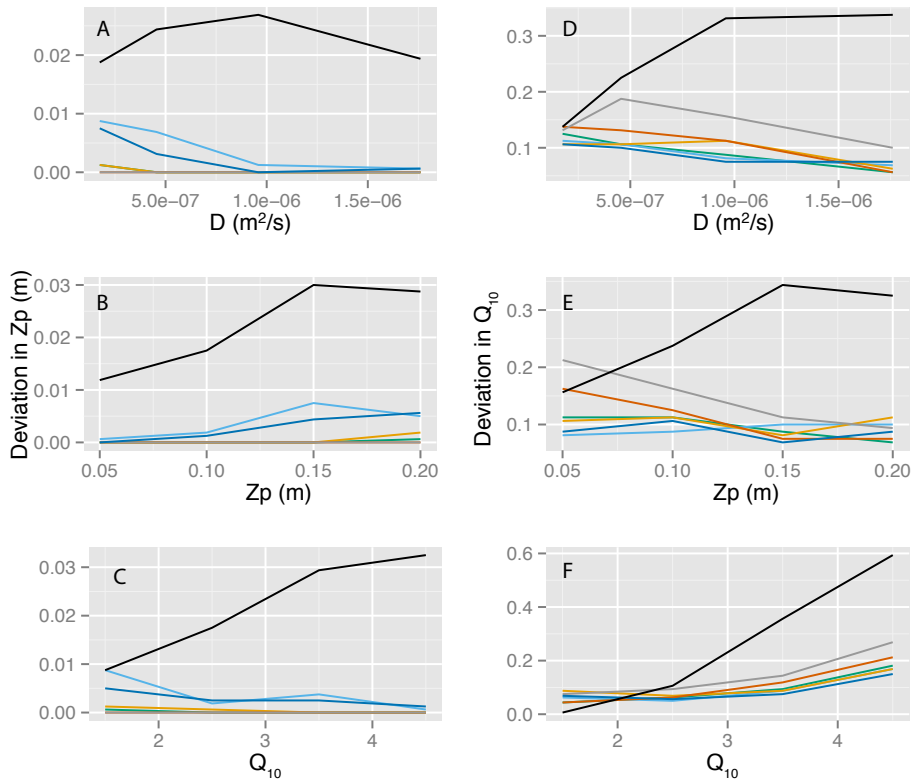 A
0.02
0.01
0.00
5.0e−07 1.0e−06 1.5e−06
D (m²/s)
D
0.3
0.2
0.1
5.0e−07 1.0e−06 1.5e−06
D (m²/s)
Deviation in Zp (m)
B
0.03
0.02
0.01
0.00
0.05 0.10 0.15 0.20
Zp (m)
Deviation in Q₁₀
E
0.3
0.2
0.1
0.05 0.10 0.15 0.20
Zp (m)
C
0.03
0.02
0.01
0.00
2 3 4
Q₁₀
F
0.6
0.4
0.2
0.0
2 3 4
Q₁₀